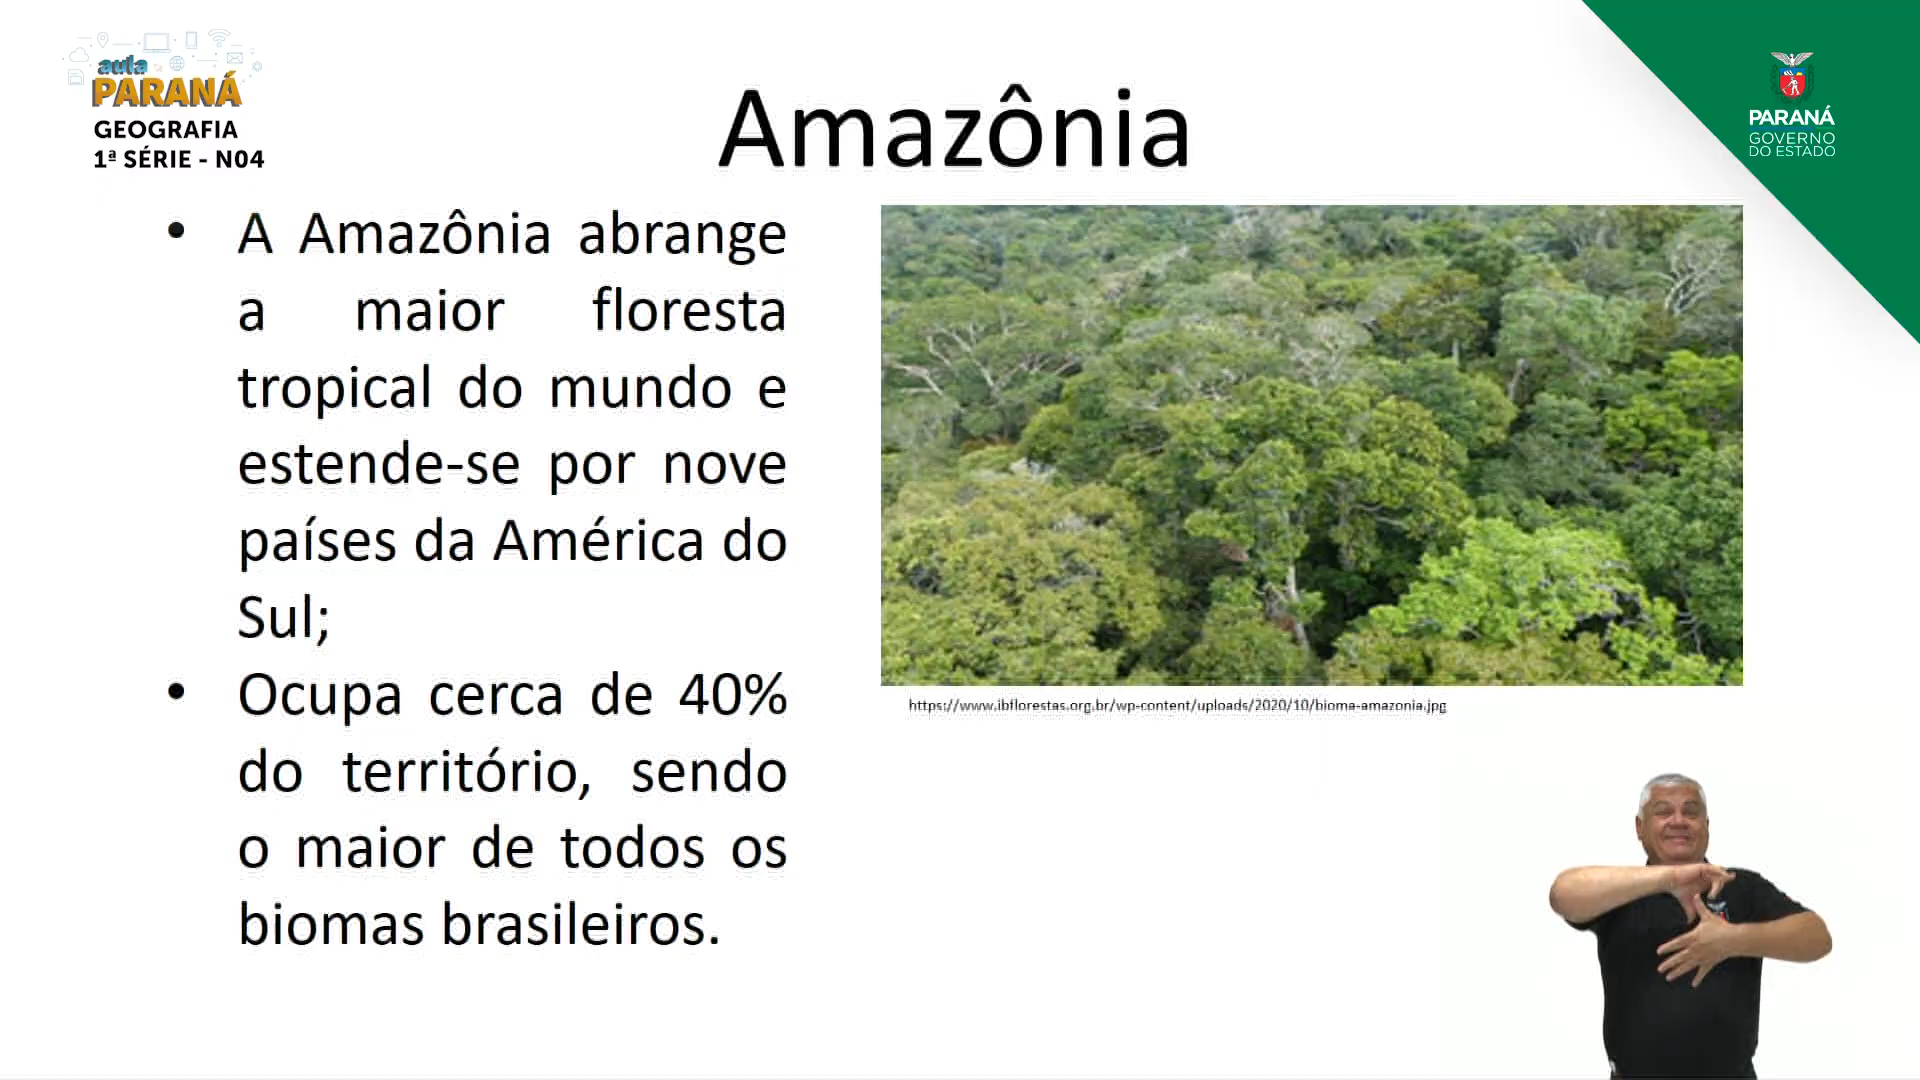 aula
PARANÁ
GEOGRAFIA
1ª SÉRIE - N04
Amazônia
PARANÁ
GOVERNO
DO ESTADO
• A Amazônia abrange
a maior floresta
tropical do mundo e
estende-se por nove
países da América do
Sul;
• Ocupa cerca de 40%
do território, sendo
o maior de todos os
biomas brasileiros.
https://www.ibflorestas.org.br/wp-content/uploads/2020/10/bioma-amazonia.jpg